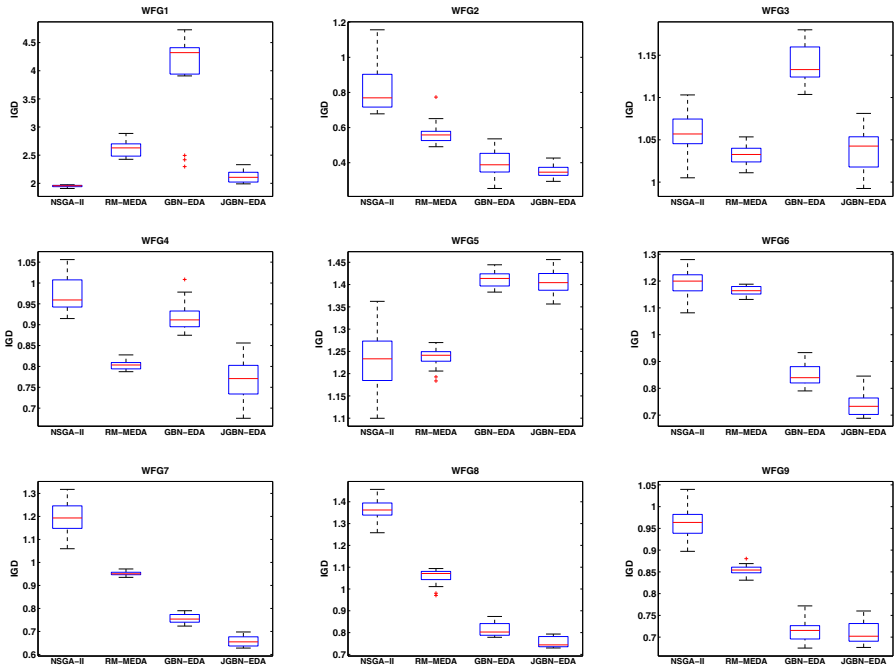 WFG1
IGD
4.5
4
3.5
3
2.5
2
NSGA-II RM-MEDA GBN-EDA JGBN-EDA
WFG2
IGD
1.2
1
0.8
0.6
0.4
NSGA-II RM-MEDA GBN-EDA JGBN-EDA
WFG3
IGD
1.15
1.1
1.05
1
NSGA-II RM-MEDA GBN-EDA JGBN-EDA
WFG4
IGD
1.05
1
0.95
0.9
0.85
0.8
0.75
0.7
NSGA-II RM-MEDA GBN-EDA JGBN-EDA
WFG5
IGD
1.45
1.4
1.35
1.3
1.25
1.2
1.15
1.1
NSGA-II RM-MEDA GBN-EDA JGBN-EDA
WFG6
IGD
1.3
1.2
1.1
1
0.9
0.8
0.7
NSGA-II RM-MEDA GBN-EDA JGBN-EDA
WFG7
IGD
1.3
1.2
1.1
1
0.9
0.8
0.7
0.6
NSGA-II RM-MEDA GBN-EDA JGBN-EDA
WFG8
IGD
1.4
1.3
1.2
1.1
1
0.9
0.8
0.7
NSGA-II RM-MEDA GBN-EDA JGBN-EDA
WFG9
IGD
1.05
1
0.95
0.9
0.85
0.8
0.75
0.7
NSGA-II RM-MEDA GBN-EDA JGBN-EDA